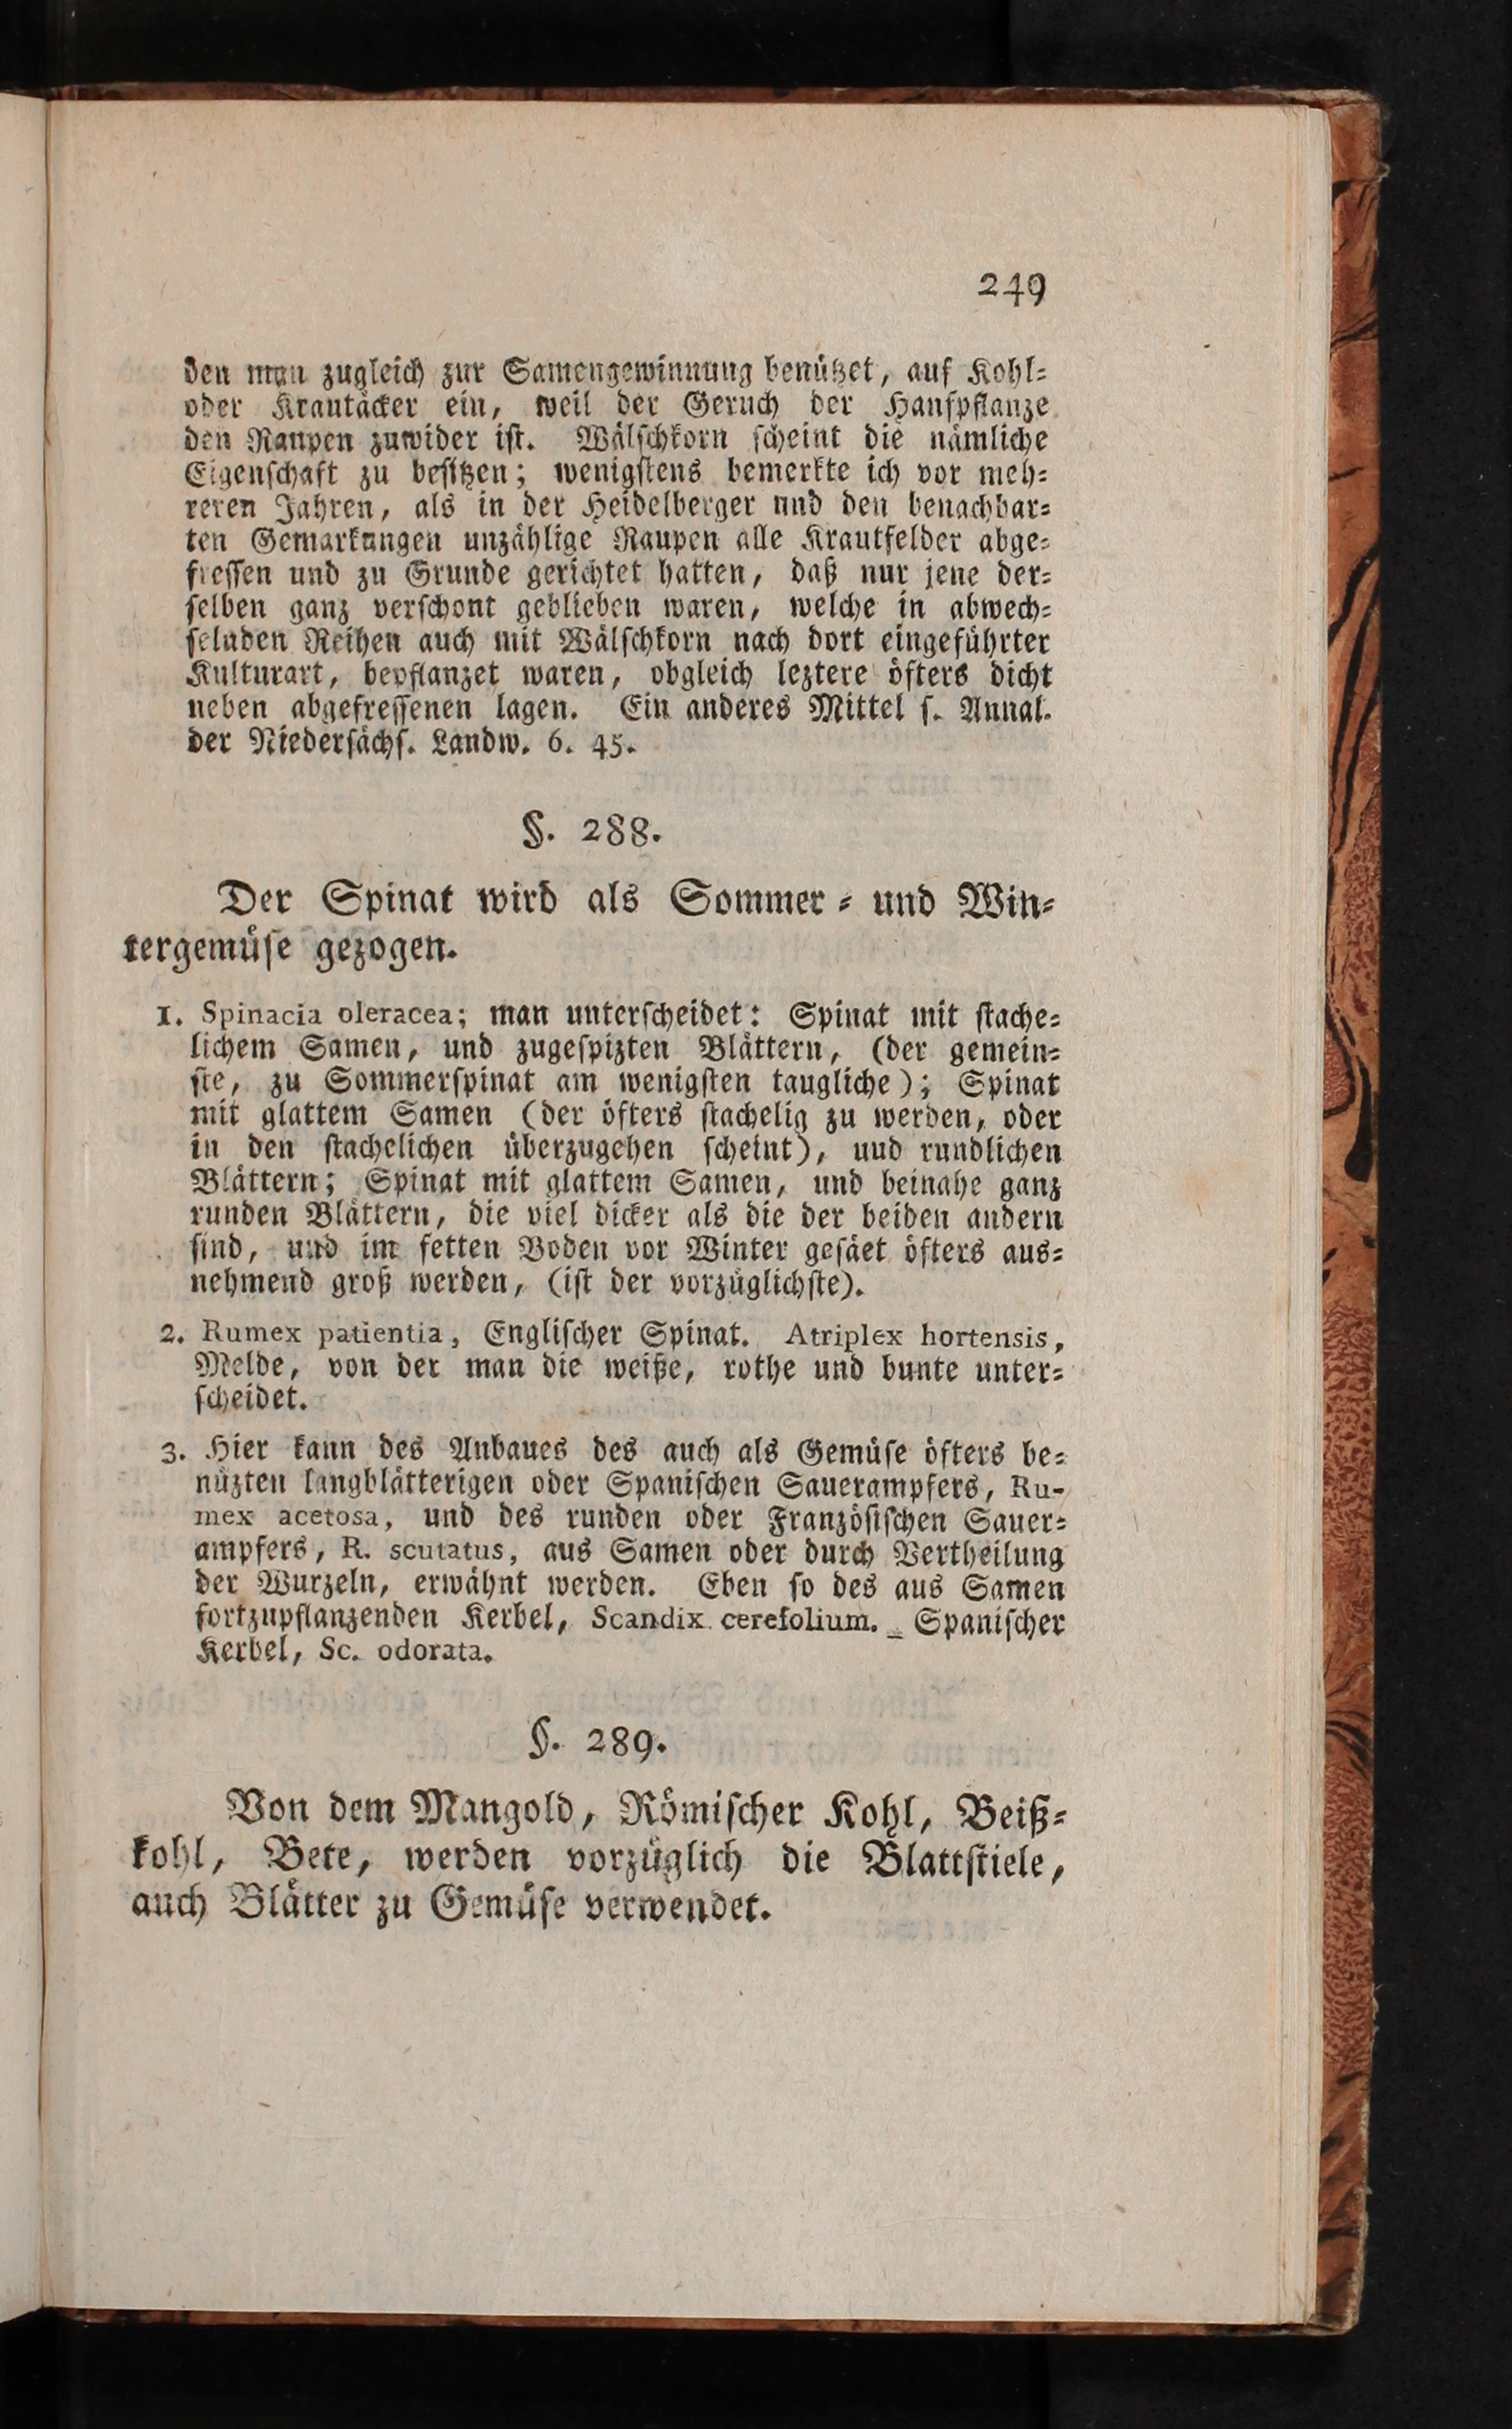 249
den man zugleich zur Samengewinnung benützet, auf Kohl-
oder Krautäcker ein, weil der Geruch der Hanfpflanze
den Raupen zuwider ist. Wälschkorn scheint die nämliche
Eigenschaft zu besitzen; wenigstens bemerkte ich vor meh-
reren Jahren, als in der Heidelberger und den benachbar-
ten Gemarkungen unzählige Raupen alle Krautfelder abge-
fressen und zu Grunde gerichtet hatten, daß nur jene der-
selben ganz verschont geblieben waren, welche in abwech-
selnden Reihen auch mit Wälschkorn nach dort eingeführter
Kulturart, bepflanzet waren, obgleich leztere öfters dicht
neben abgefressenen lagen. Ein anderes Mittel s. Annal.
der Niedersächs. Landw. 6. 45.
§. 288.
Der Spinat wird als Sommer- und Win-
tergemüse gezogen.
1. Spinacia oleracea; man unterscheidet: Spinat mit stache-
lichem Samen, und zugespizten Blättern, (der gemein-
ste, zu Sommerspinat am wenigsten taugliche); Spinat
mit glattem Samen (der öfters stachelig zu werden, oder
in den stachelichen überzugehen scheint), und rundlichen
Blättern; Spinat mit glattem Samen, und beinahe ganz
runden Blättern, die viel dicker als die der beiden andern
sind, und im fetten Boden vor Winter gesäet öfters aus-
nehmend groß werden, (ist der vorzüglichste).
2. Rumex patientia, Englischer Spinat. Atriplex hortensis,
Melde, von der man die weiße, rothe und bunte unter-
scheidet.
3. Hier kann des Anbaues des auch als Gemüse öfters be-
nüzten langblätterigen oder Spanischen Sauerampfers, Ru-
mex acetosa, und des runden oder Französischen Sauer-
ampfers, R. scutatus, aus Samen oder durch Vertheilung
der Wurzeln, erwähnt werden. Eben so des aus Samen
fortzupflanzenden Kerbel, Scandix cerefolium. Spanischer
Kerbel, Sc. odorata.
§. 289.
Von dem Mangold, Römischer Kohl, Beiß-
kohl, Bete, werden vorzüglich die Blattstiele,
auch Blätter zu Gemüse verwendet.